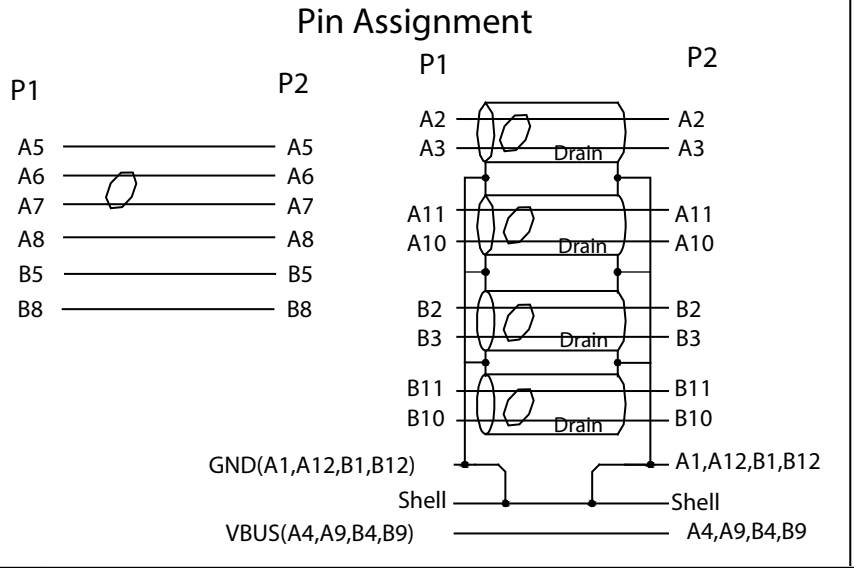 Pin Assignment
P1 P2
A5 A5
A6 A6
A7 A7
A8 A8
B5 B5
B8 B8
P1 P2
A2 A2
A3 Drain A3
A11 A11
A10 Drain A10
B2 B2
B3 Drain B3
B11 B11
B10 Drain B10
GND(A1,A12,B1,B12) A1,A12,B1,B12
Shell Shell
VBUS(A4,A9,B4,B9) A4,A9,B4,B9